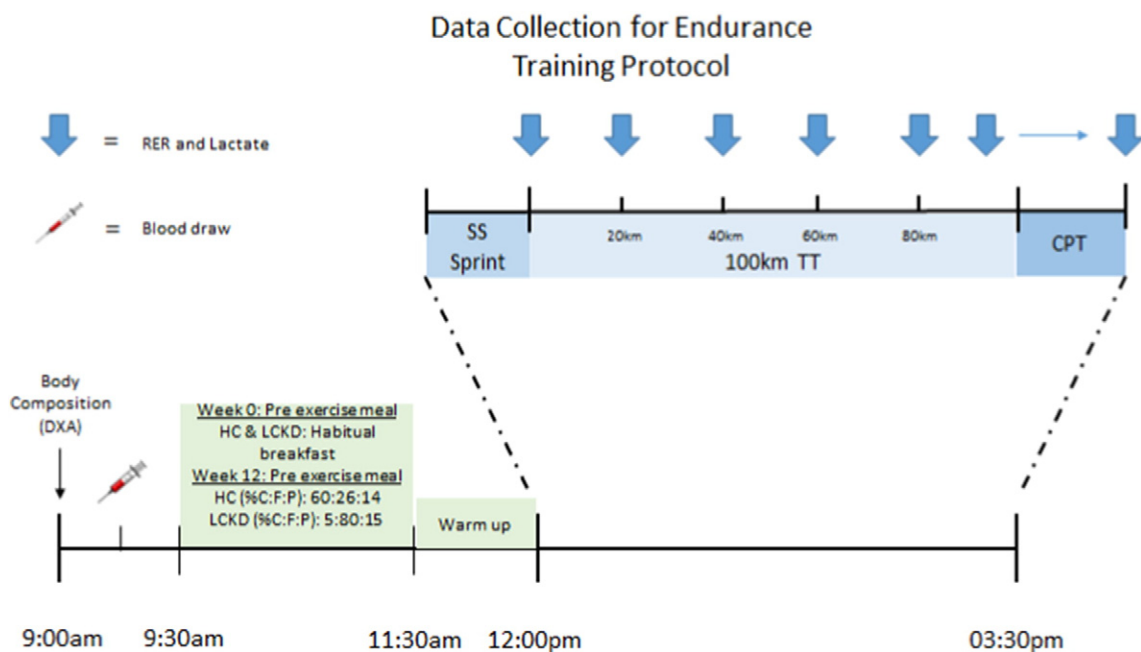 Data Collection for Endurance
Training Protocol
= RER and Lactate
= Blood draw
SS
Sprint
20km
40km
60km
80km
100km TT
CPT
Body
Composition
(DXA)
Week 0: Pre exercise meal
HC & LCKD: Habitual
breakfast
Week 12: Pre exercise meal
HC (%C:F:P): 60:26:14
LCKD (%C:F:P): 5:80:15
Warm up
9:00am
9:30am
11:30am
12:00pm
03:30pm